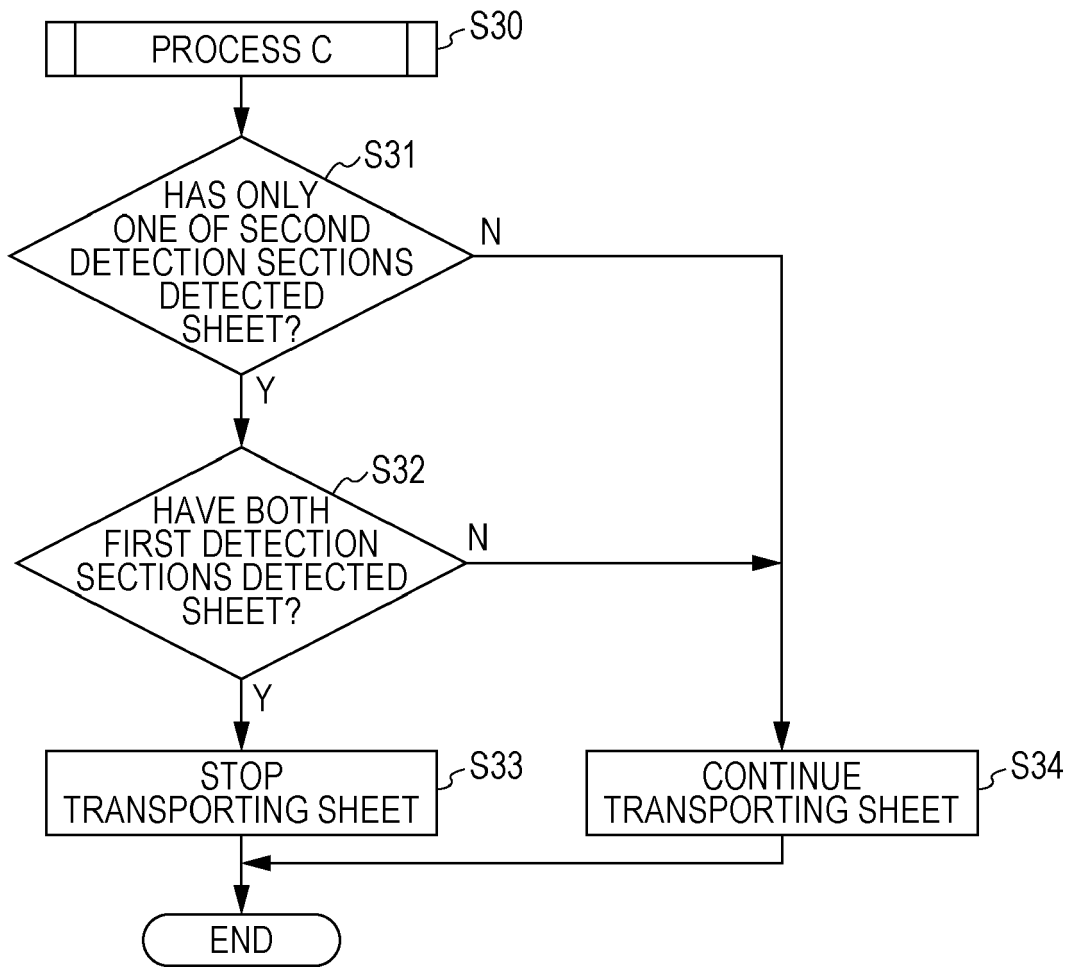 PROCESS C
S30
S31
HAS ONLY
ONE OF SECOND
DETECTION SECTIONS
DETECTED
SHEET?
N
Y
S32
HAVE BOTH
FIRST DETECTION
SECTIONS DETECTED
SHEET?
N
Y
STOP
TRANSPORTING SHEET
S33
CONTINUE
TRANSPORTING SHEET
S34
END